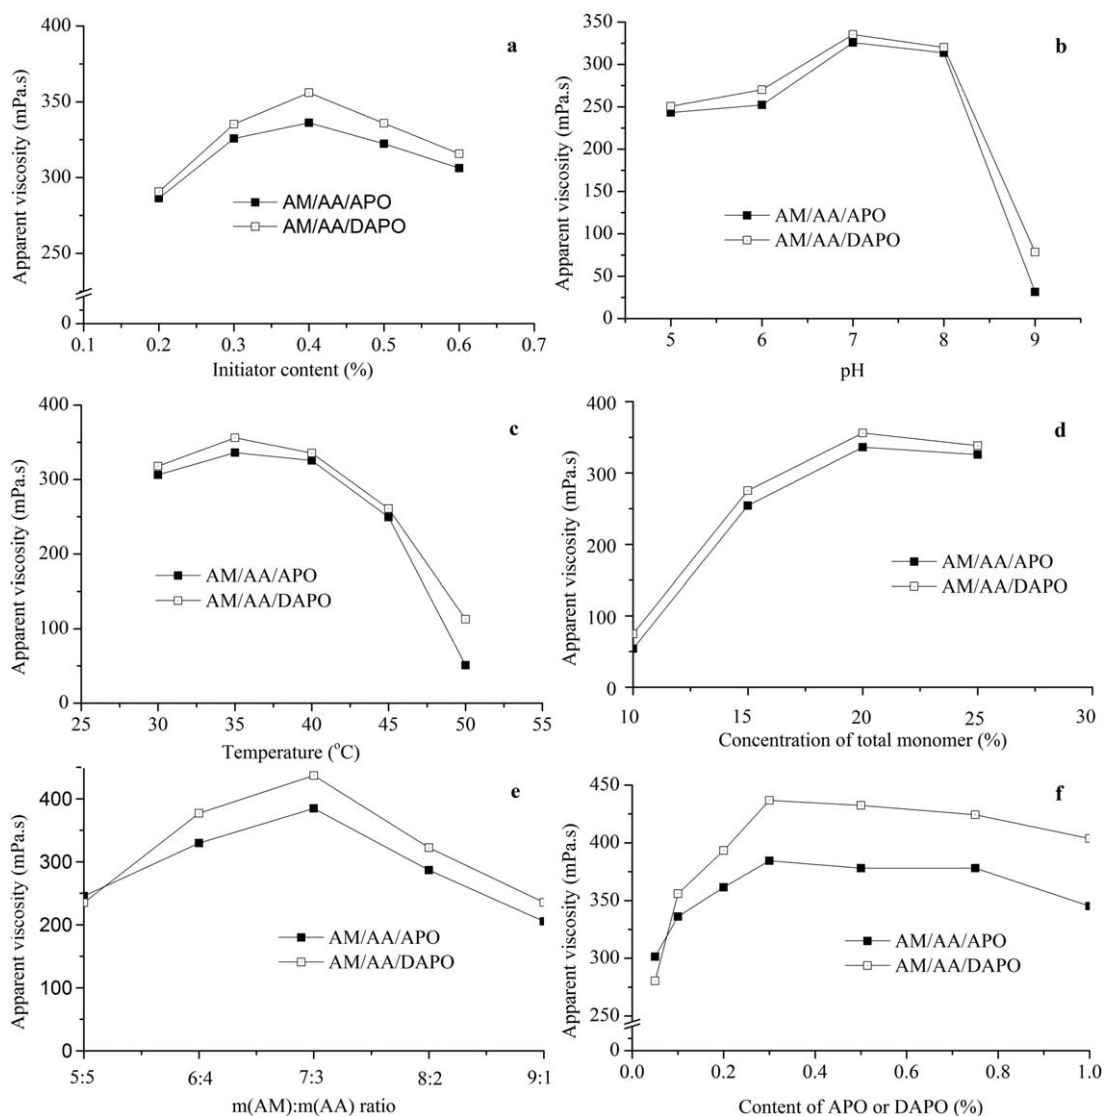 a
Apparent viscosity (mPa.s)
400
350
300
250
0
AM/AA/APO
AM/AA/DAPO
0.1 0.2 0.3 0.4 0.5 0.6 0.7
Initiator content (%)
b
Apparent viscosity (mPa.s)
350
300
250
200
150
100
50
0
AM/AA/APO
AM/AA/DAPO
5 6 7 8 9
pH
c
Apparent viscosity (mPa.s)
400
300
200
100
0
AM/AA/APO
AM/AA/DAPO
25 30 35 40 45 50 55
Temperature (°C)
d
Apparent viscosity (mPa.s)
400
300
200
100
0
AM/AA/APO
AM/AA/DAPO
10 15 20 25 30
Concentration of total monomer (%)
e
Apparent viscosity (mPa.s)
400
300
200
100
0
AM/AA/APO
AM/AA/DAPO
5:5 6:4 7:3 8:2 9:1
m(AM):m(AA) ratio
f
Apparent viscosity (mPa.s)
450
400
350
300
250
0
AM/AA/APO
AM/AA/DAPO
0.0 0.2 0.4 0.6 0.8 1.0
Content of APO or DAPO (%)